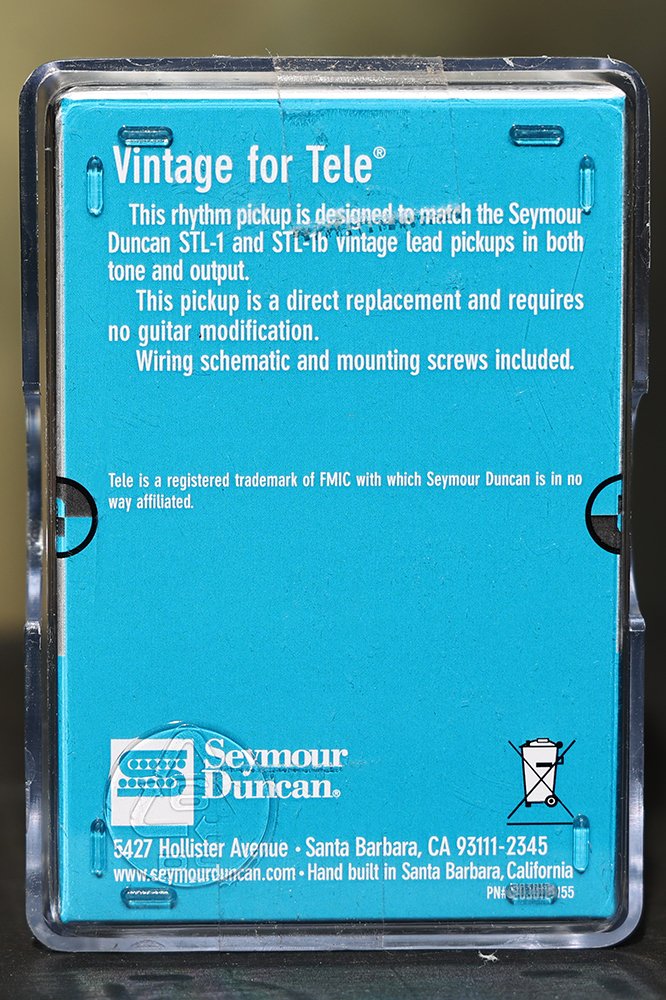 Vintage for Tele®
This rhythm pickup is designed to match the Seymour
Duncan STL-1 and STL-1b vintage lead pickups in both
tone and output.
This pickup is a direct replacement and requires
no guitar modification.
Wiring schematic and mounting screws included.
Tele is a registered trademark of FMIC with which Seymour Duncan is in no
way affiliated.
Seymour
Duncan®
5427 Hollister Avenue • Santa Barbara, CA 93111-2345
www.seymourduncan.com • Hand built in Santa Barbara, California
PN#